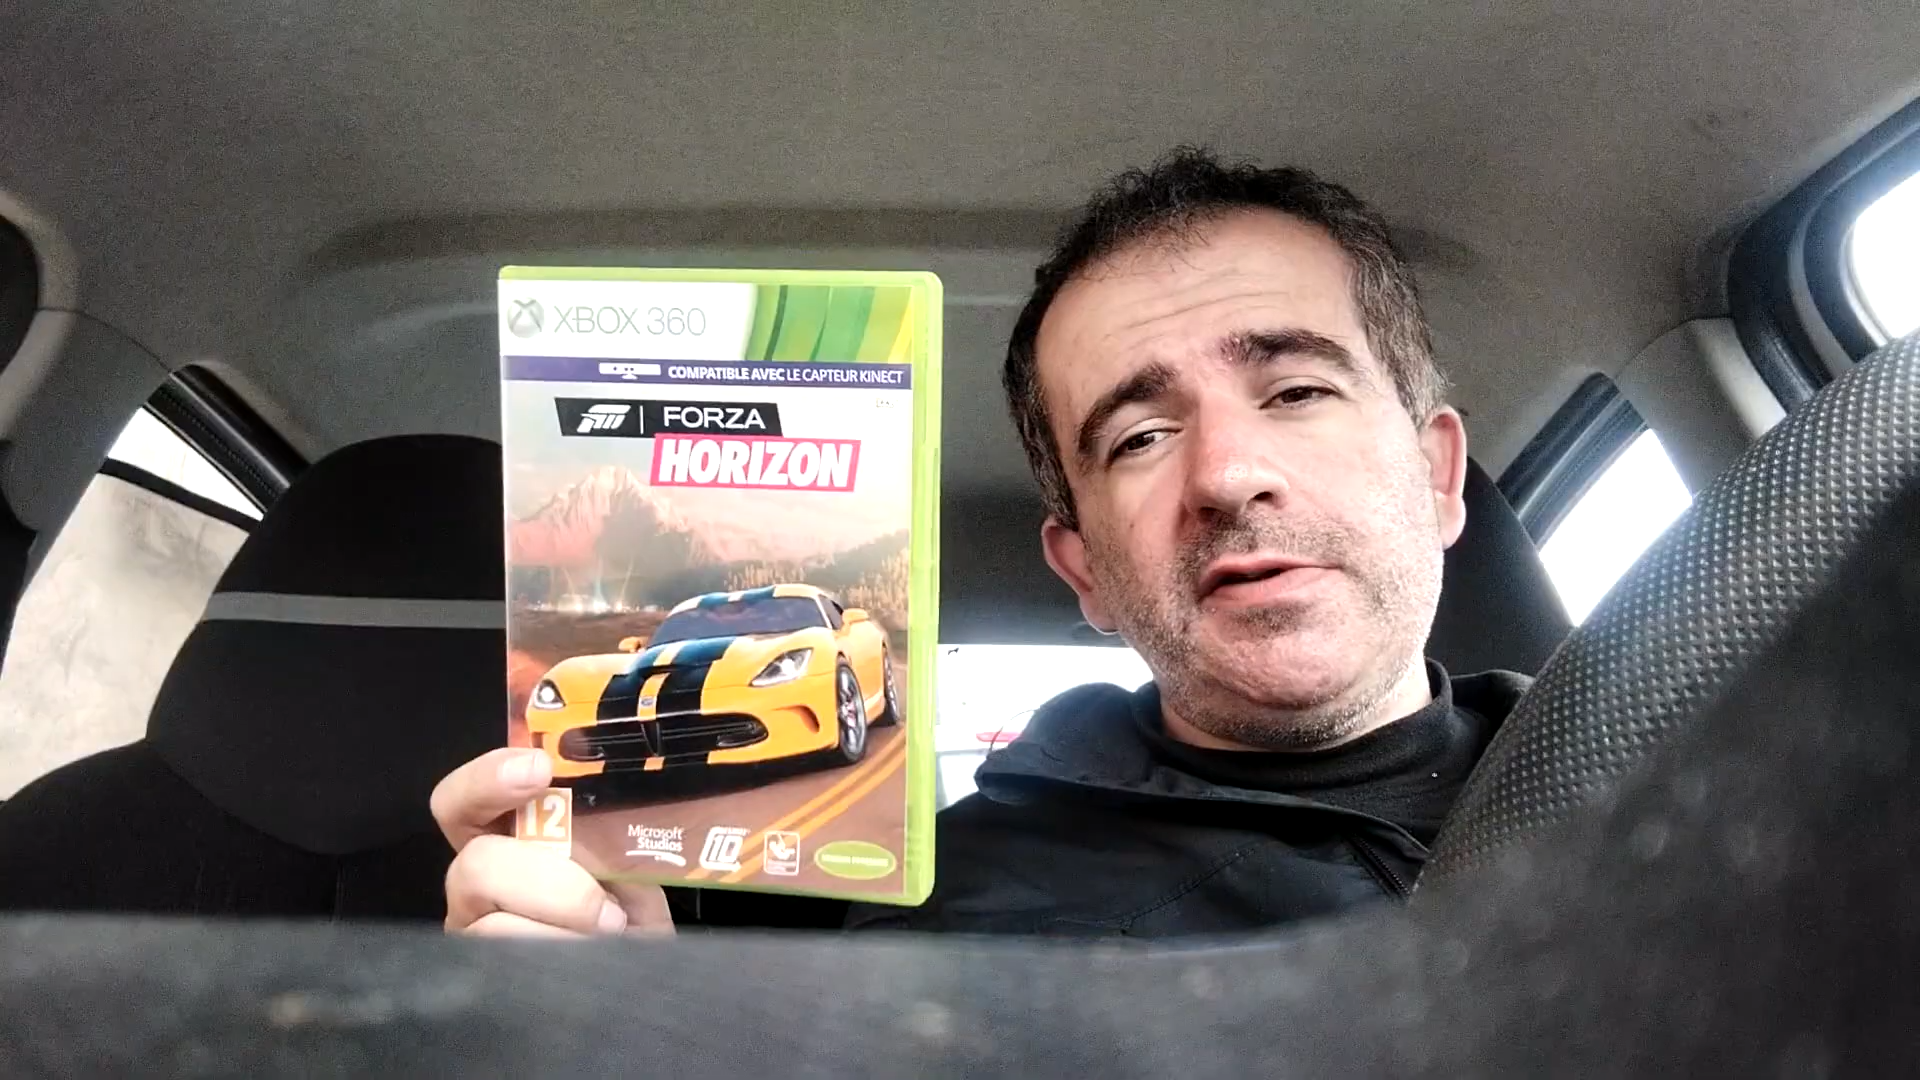 XBOX 360
COMPATIBLE AVEC LE CAPTEUR KINECT
FORZA
HORIZON
12
Microsoft
Studios